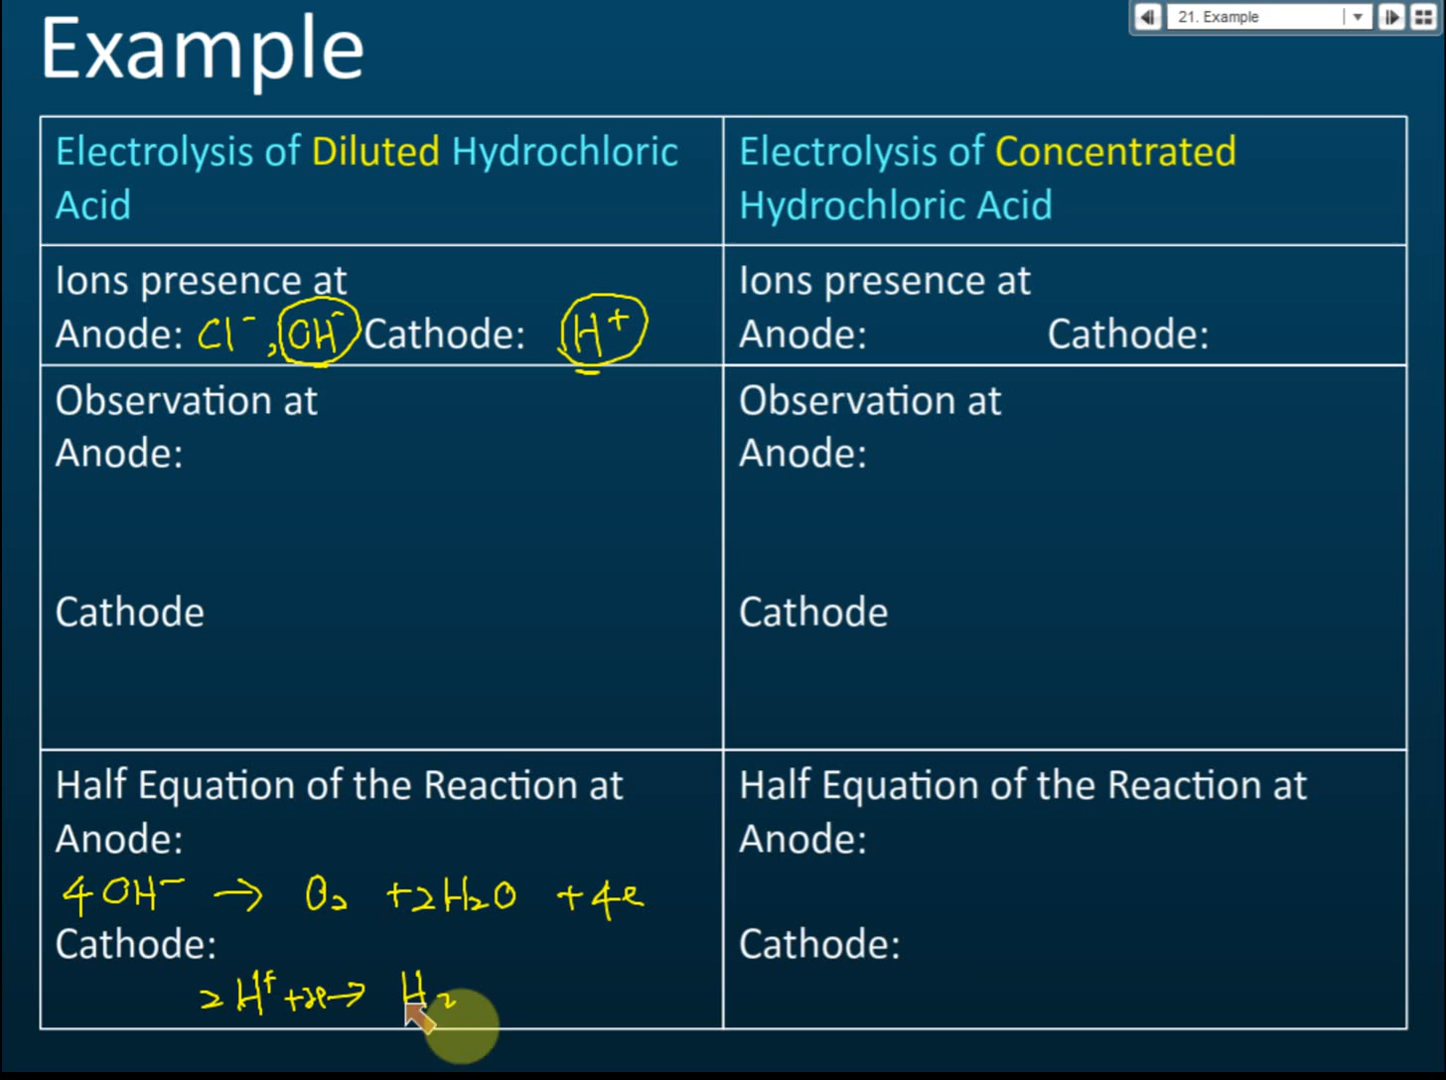 21. Example
Example
Electrolysis of Diluted Hydrochloric
Acid
Ions presence at
Anode: Cl⁻, OH⁻ Cathode: H⁺
Observation at
Anode:
Cathode
Half Equation of the Reaction at
Anode:
4OH⁻ → O₂ +2H₂O +4e
Cathode:
2H⁺ +2e → H₂
Electrolysis of Concentrated
Hydrochloric Acid
Ions presence at
Anode: Cathode:
Observation at
Anode:
Cathode
Half Equation of the Reaction at
Anode:
Cathode: